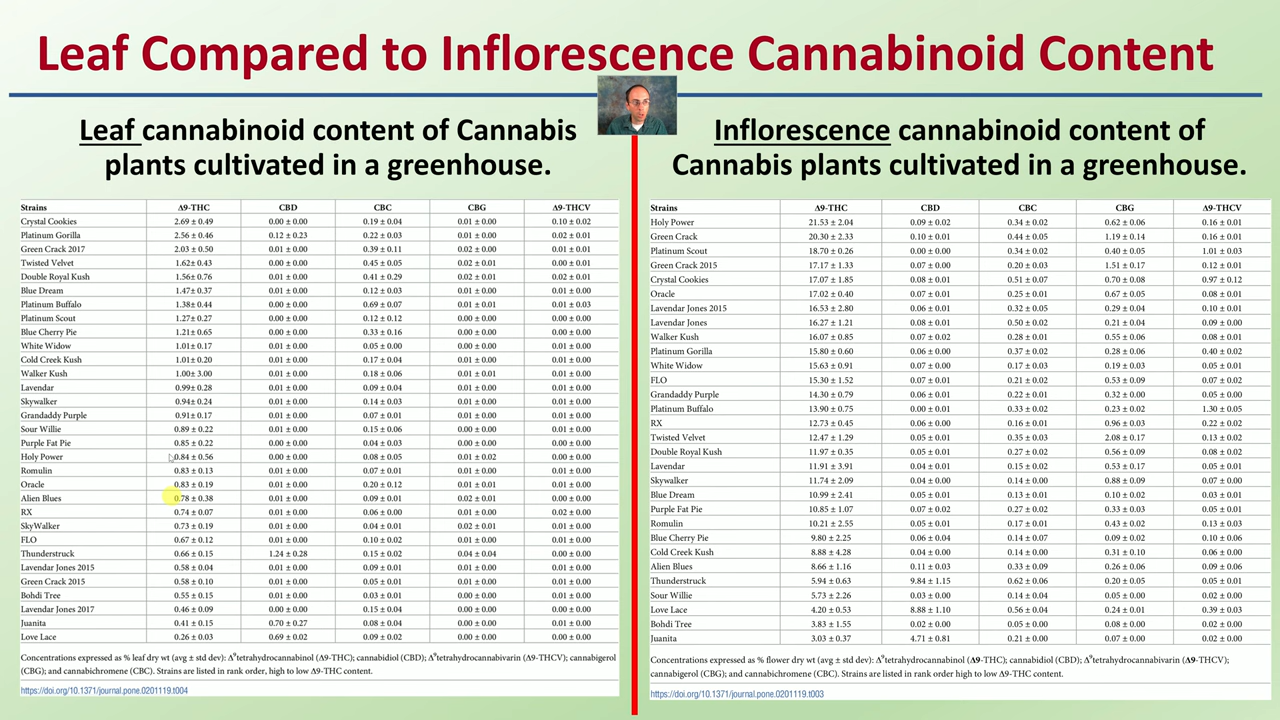 Leaf Compared to Inflorescence Cannabinoid Content
Leaf cannabinoid content of Cannabis
plants cultivated in a greenhouse.
Strains Δ9-THC CBD CBC CBG Δ9-THCV
Crystal Cookies 2.69 ± 0.49 0.00 ± 0.00 0.19 ± 0.04 0.01 ± 0.00 0.10 ± 0.02
Platinum Gorilla 2.56 ± 0.46 0.12 ± 0.23 0.22 ± 0.03 0.01 ± 0.00 0.02 ± 0.01
Green Crack 2017 2.03 ± 0.50 0.01 ± 0.00 0.39 ± 0.11 0.02 ± 0.00 0.01 ± 0.01
Twisted Velvet 1.62± 0.43 0.00 ± 0.00 0.45 ± 0.05 0.02 ± 0.01 0.00 ± 0.01
Double Royal Kush 1.56± 0.76 0.01 ± 0.00 0.41 ± 0.29 0.02 ± 0.01 0.02 ± 0.01
Blue Dream 1.47± 0.37 0.01 ± 0.00 0.12 ± 0.03 0.01 ± 0.00 0.01 ± 0.00
Platinum Buffalo 1.38± 0.44 0.00 ± 0.00 0.69 ± 0.07 0.01 ± 0.01 0.01 ± 0.03
Platinum Scout 1.27± 0.27 0.00 ± 0.00 0.12 ± 0.12 0.00 ± 0.00 0.01 ± 0.00
Blue Cherry Pie 1.21± 0.65 0.00 ± 0.00 0.33 ± 0.16 0.00 ± 0.00 0.01 ± 0.00
White Widow 1.01± 0.17 0.01 ± 0.00 0.05 ± 0.00 0.00 ± 0.00 0.01 ± 0.00
Cold Creek Kush 1.01± 0.20 0.01 ± 0.00 0.17 ± 0.04 0.00 ± 0.00 0.01 ± 0.00
Walker Kush 1.00± 3.00 0.01 ± 0.00 0.18 ± 0.06 0.01 ± 0.01 0.01 ± 0.00
Lavendar 0.99± 0.28 0.01 ± 0.00 0.09 ± 0.04 0.01 ± 0.00 0.01 ± 0.00
Skywalker 0.94± 0.24 0.01 ± 0.00 0.14 ± 0.03 0.01 ± 0.00 0.01 ± 0.00
Grandaddy Purple 0.91± 0.17 0.01 ± 0.00 0.07 ± 0.01 0.01 ± 0.00 0.00 ± 0.00
Sour Willie 0.89 ± 0.22 0.01 ± 0.00 0.15 ± 0.06 0.00 ± 0.00 0.01 ± 0.00
Purple Fat Pie 0.85 ± 0.22 0.00 ± 0.00 0.04 ± 0.03 0.00 ± 0.00 0.00 ± 0.00
Holy Power 0.84 ± 0.56 0.00 ± 0.00 0.08 ± 0.05 0.01 ± 0.02 0.00 ± 0.00
Romulin 0.83 ± 0.13 0.01 ± 0.00 0.07 ± 0.01 0.01 ± 0.00 0.01 ± 0.00
Oracle 0.83 ± 0.19 0.01 ± 0.00 0.20 ± 0.12 0.01 ± 0.01 0.01 ± 0.00
Alien Blues 0.78 ± 0.38 0.01 ± 0.00 0.09 ± 0.01 0.02 ± 0.01 0.00 ± 0.00
RX 0.74 ± 0.07 0.01 ± 0.00 0.06 ± 0.00 0.01 ± 0.00 0.02 ± 0.00
SkyWalker 0.73 ± 0.19 0.01 ± 0.00 0.04 ± 0.01 0.02 ± 0.01 0.01 ± 0.00
FLO 0.67 ± 0.12 0.01 ± 0.00 0.10 ± 0.02 0.01 ± 0.00 0.01 ± 0.00
Thunderstruck 0.66 ± 0.15 1.24 ± 0.28 0.15 ± 0.02 0.04 ± 0.04 0.00 ± 0.00
Lavendar Jones 2015 0.58 ± 0.04 0.01 ± 0.00 0.09 ± 0.01 0.01 ± 0.00 0.01 ± 0.00
Green Crack 2015 0.58 ± 0.10 0.01 ± 0.00 0.05 ± 0.01 0.01 ± 0.00 0.01 ± 0.00
Bohdi Tree 0.55 ± 0.15 0.01 ± 0.00 0.03 ± 0.01 0.00 ± 0.00 0.01 ± 0.00
Lavendar Jones 2017 0.46 ± 0.09 0.00 ± 0.00 0.15 ± 0.04 0.00 ± 0.00 0.01 ± 0.00
Juanita 0.41 ± 0.15 0.70 ± 0.27 0.08 ± 0.04 0.00 ± 0.00 0.01 ± 0.00
Love Lace 0.26 ± 0.03 0.69 ± 0.02 0.09 ± 0.02 0.00 ± 0.00 0.00 ± 0.00
Concentrations expressed as % leaf dry wt (avg ± std dev): Δ⁹tetrahydrocannabinol (Δ9-THC); cannabidiol (CBD); Δ⁹tetrahydrocannabivarin (Δ9-THCV); cannabigerol
(CBG); and cannabichromene (CBC). Strains are listed in rank order, high to low Δ9-THC content.
https://doi.org/10.1371/journal.pone.0201119.t004
Inflorescence cannabinoid content of
Cannabis plants cultivated in a greenhouse.
Strains Δ9-THC CBD CBC CBG Δ9-THCV
Holy Power 21.53 ± 2.04 0.09 ± 0.02 0.34 ± 0.02 0.62 ± 0.06 0.16 ± 0.01
Green Crack 20.30 ± 2.33 0.10 ± 0.01 0.44 ± 0.05 1.19 ± 0.14 0.16 ± 0.01
Platinum Scout 18.70 ± 0.26 0.00 ± 0.00 0.34 ± 0.02 0.40 ± 0.05 1.01 ± 0.03
Green Crack 2015 17.17 ± 1.33 0.07 ± 0.00 0.20 ± 0.03 1.51 ± 0.17 0.12 ± 0.01
Crystal Cookies 17.07 ± 1.85 0.08 ± 0.01 0.51 ± 0.07 0.70 ± 0.08 0.97 ± 0.12
Oracle 17.02 ± 0.40 0.07 ± 0.01 0.25 ± 0.01 0.67 ± 0.05 0.08 ± 0.01
Lavendar Jones 2015 16.53 ± 2.80 0.06 ± 0.01 0.32 ± 0.05 0.29 ± 0.04 0.10 ± 0.01
Lavendar Jones 16.27 ± 1.21 0.08 ± 0.01 0.50 ± 0.02 0.21 ± 0.04 0.09 ± 0.00
Walker Kush 16.07 ± 0.85 0.07 ± 0.02 0.28 ± 0.01 0.55 ± 0.06 0.08 ± 0.01
Platinum Gorilla 15.80 ± 0.60 0.06 ± 0.00 0.37 ± 0.02 0.28 ± 0.06 0.40 ± 0.02
White Widow 15.63 ± 0.91 0.07 ± 0.00 0.17 ± 0.03 0.19 ± 0.03 0.05 ± 0.01
FLO 15.30 ± 1.52 0.07 ± 0.01 0.21 ± 0.02 0.53 ± 0.09 0.07 ± 0.02
Grandaddy Purple 14.30 ± 0.79 0.06 ± 0.01 0.22 ± 0.01 0.32 ± 0.00 0.05 ± 0.00
Platinum Buffalo 13.90 ± 0.75 0.00 ± 0.01 0.33 ± 0.02 0.23 ± 0.02 1.30 ± 0.05
RX 12.73 ± 0.45 0.06 ± 0.00 0.16 ± 0.01 0.96 ± 0.03 0.22 ± 0.02
Twisted Velvet 12.47 ± 1.29 0.05 ± 0.01 0.35 ± 0.03 2.08 ± 0.17 0.13 ± 0.02
Double Royal Kush 11.97 ± 0.35 0.05 ± 0.01 0.27 ± 0.02 0.56 ± 0.09 0.08 ± 0.02
Lavendar 11.91 ± 3.91 0.04 ± 0.01 0.15 ± 0.02 0.53 ± 0.17 0.05 ± 0.01
Skywalker 11.74 ± 2.09 0.04 ± 0.00 0.14 ± 0.00 0.88 ± 0.09 0.07 ± 0.00
Blue Dream 10.99 ± 2.41 0.05 ± 0.01 0.13 ± 0.01 0.10 ± 0.02 0.03 ± 0.01
Purple Fat Pie 10.85 ± 1.07 0.07 ± 0.02 0.27 ± 0.02 0.33 ± 0.03 0.05 ± 0.01
Romulin 10.21 ± 2.55 0.05 ± 0.01 0.17 ± 0.01 0.43 ± 0.02 0.13 ± 0.03
Blue Cherry Pie 9.80 ± 2.25 0.06 ± 0.04 0.14 ± 0.07 0.09 ± 0.02 0.10 ± 0.06
Cold Creek Kush 8.88 ± 4.28 0.04 ± 0.00 0.14 ± 0.00 0.31 ± 0.10 0.06 ± 0.00
Alien Blues 8.66 ± 1.16 0.11 ± 0.03 0.33 ± 0.09 0.26 ± 0.06 0.09 ± 0.06
Thunderstruck 5.94 ± 0.63 9.84 ± 1.15 0.62 ± 0.06 0.20 ± 0.05 0.05 ± 0.01
Sour Willie 5.73 ± 2.26 0.03 ± 0.00 0.14 ± 0.04 0.05 ± 0.00 0.02 ± 0.00
Love Lace 4.20 ± 0.53 8.88 ± 1.10 0.56 ± 0.04 0.24 ± 0.01 0.39 ± 0.03
Bohdi Tree 3.83 ± 1.55 0.02 ± 0.00 0.05 ± 0.00 0.08 ± 0.00 0.02 ± 0.00
Juanita 3.03 ± 0.37 4.71 ± 0.81 0.21 ± 0.00 0.07 ± 0.00 0.02 ± 0.00
Concentrations expressed as % flower dry wt (avg ± std dev): Δ⁹tetrahydrocannabinol (Δ9-THC); cannabidiol (CBD); Δ⁹tetrahydrocannabivarin (Δ9-THCV);
cannabigerol (CBG); and cannabichromene (CBC). Strains are listed in rank order high to low Δ9-THC content.
https://doi.org/10.1371/journal.pone.0201119.t003